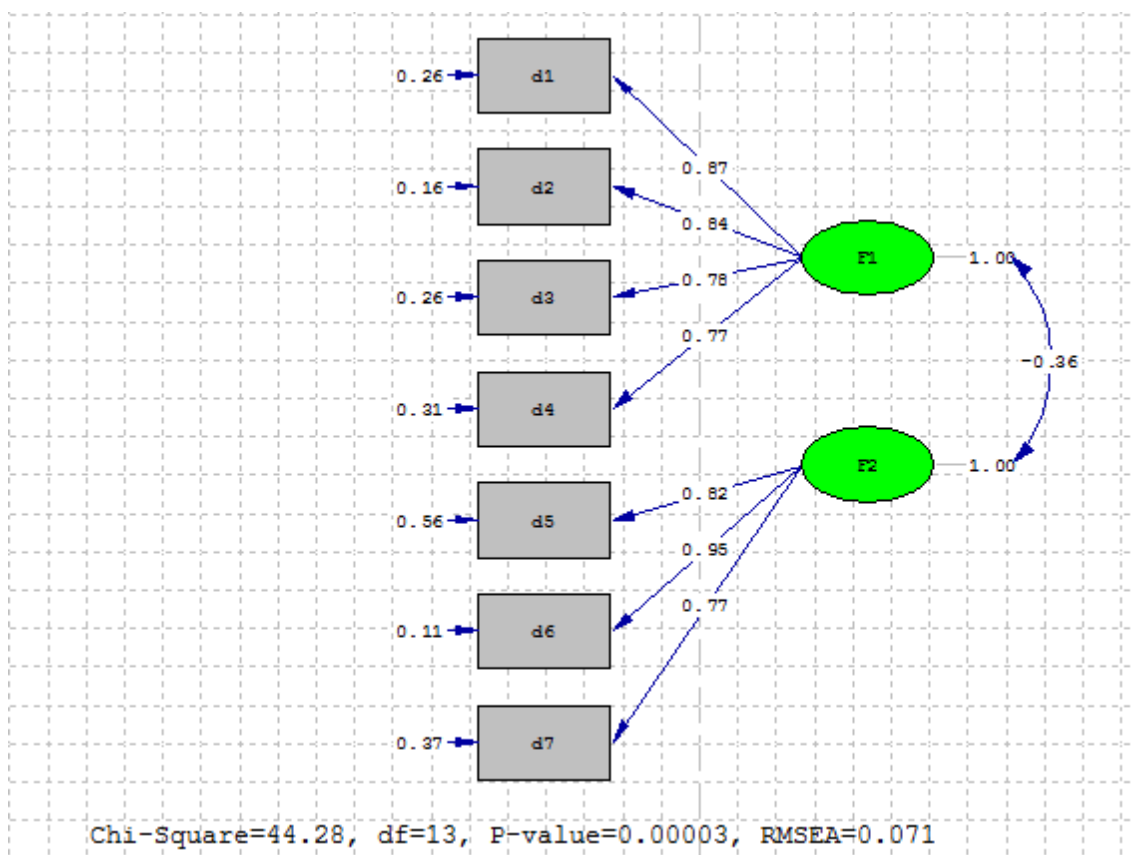 0.26 d1
0.87
0.16 d2
0.84
F1 1.00
0.26 d3
0.78
0.77
-0.36
0.31 d4
F2 1.00
0.82
0.56 d5
0.95
0.77
0.11 d6
0.37 d7
Chi-Square=44.28, df=13, P-value=0.00003, RMSEA=0.071